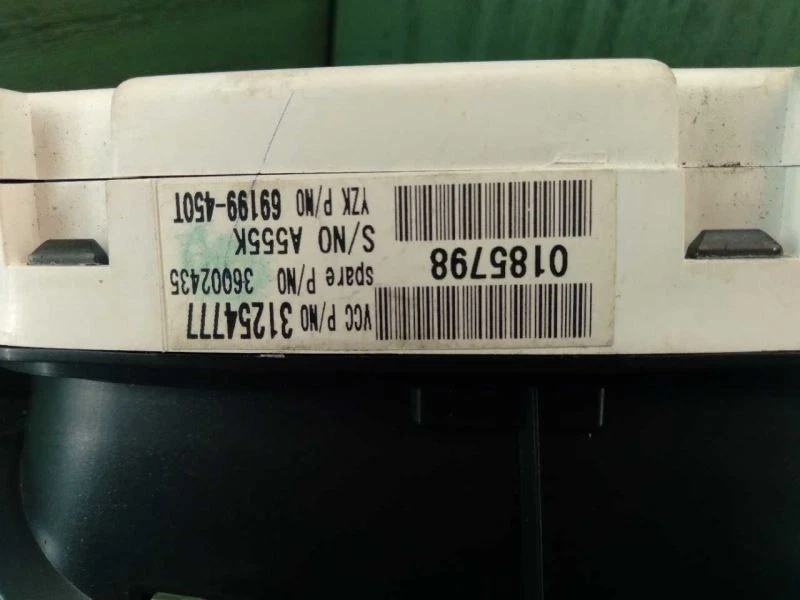 VCC P/NO 31254777
spare P/NO 36002435
0185798
S/NO A555K
YZK P/NO 69199-450T